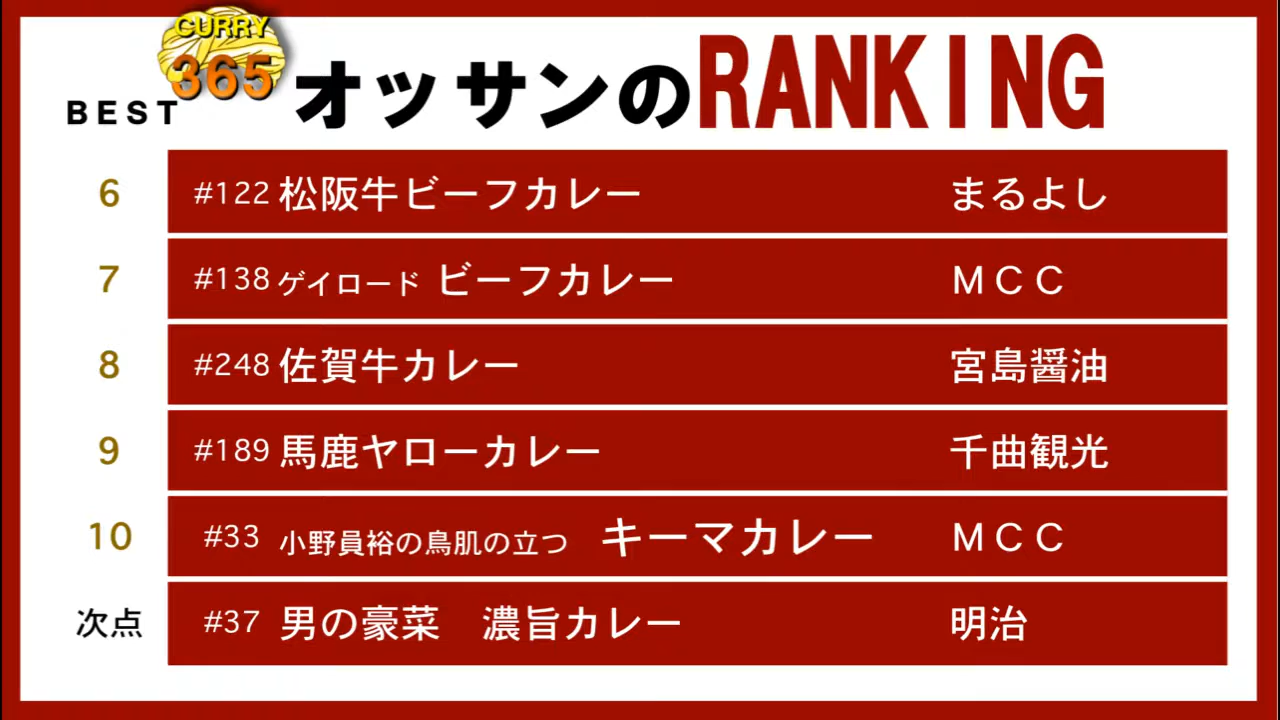 CURRY
365
BEST オッサンのRANKING
6 #122 松阪牛ビーフカレー まるよし
7 #138 ゲイロード ビーフカレー ＭＣＣ
8 #248 佐賀牛カレー 宮島醤油
9 #189 馬鹿ヤローカレー 千曲観光
10 #33 小野員裕の鳥肌の立つ キーマカレー ＭＣＣ
次点 #37 男の豪菜　濃旨カレー 明治